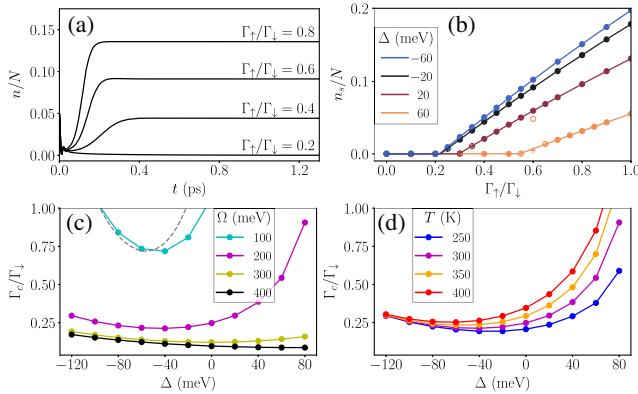 (a)
Γ↑/Γ↓ = 0.8
Γ↑/Γ↓ = 0.6
Γ↑/Γ↓ = 0.4
Γ↑/Γ↓ = 0.2
0.15
0.10
0.05
0.00
n/N
0.0 0.4 0.8 1.2
t (ps)
(b)
Δ (meV)
−60
−20
20
60
0.2
0.1
0.0
n_s/N
0.0 0.2 0.4 0.6 0.8 1.0
Γ↑/Γ↓
(c)
Ω (meV)
100
200
300
400
1.00
0.75
0.50
0.25
Γ_c/Γ↓
−120 −80 −40 0 40 80
Δ (meV)
(d)
T (K)
250
300
350
400
1.00
0.75
0.50
0.25
Γ_c/Γ↓
−120 −80 −40 0 40 80
Δ (meV)